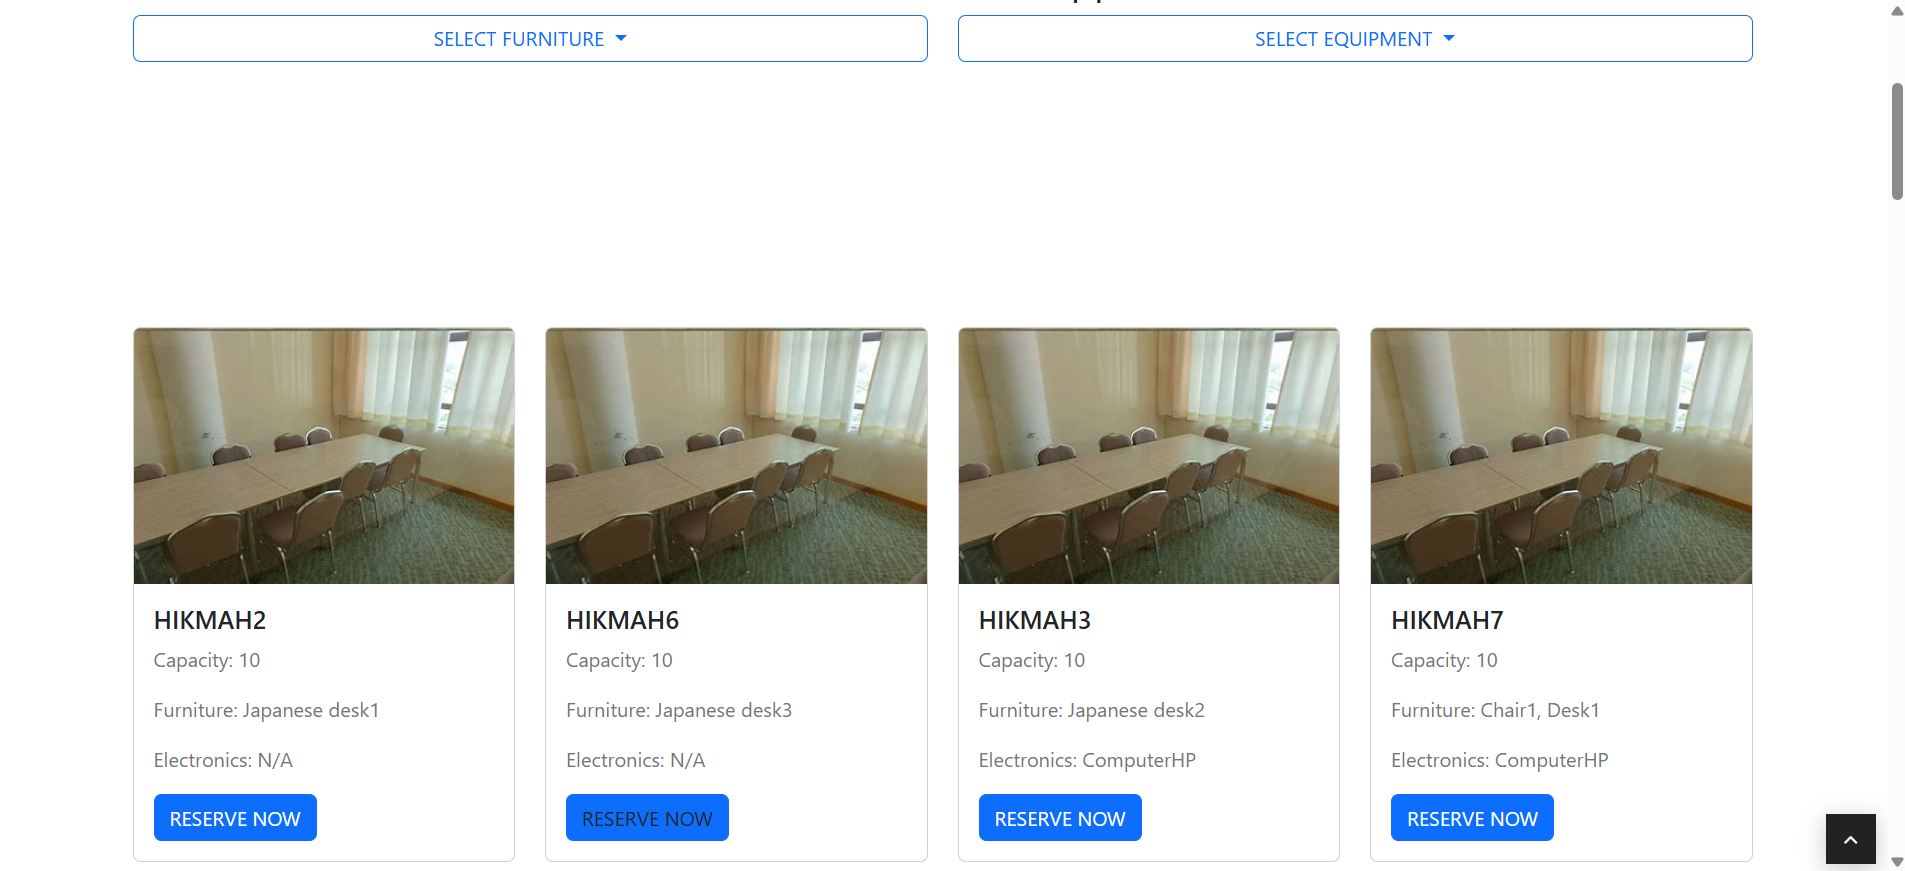 SELECT FURNITURE
SELECT EQUIPMENT
HIKMAH2
Capacity: 10
Furniture: Japanese desk1
Electronics: N/A
RESERVE NOW
HIKMAH6
Capacity: 10
Furniture: Japanese desk3
Electronics: N/A
RESERVE NOW
HIKMAH3
Capacity: 10
Furniture: Japanese desk2
Electronics: ComputerHP
RESERVE NOW
HIKMAH7
Capacity: 10
Furniture: Chair1, Desk1
Electronics: ComputerHP
RESERVE NOW